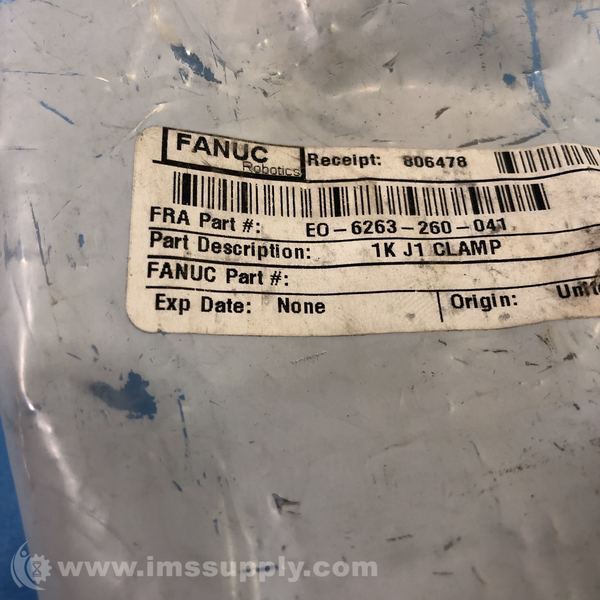 FANUC
Robotics
Receipt: 806478
FRA Part #: EO-6263-260-041
Part Description: 1K J1 CLAMP
FANUC Part #:
Exp Date: None
Origin:
www.imssupply.com